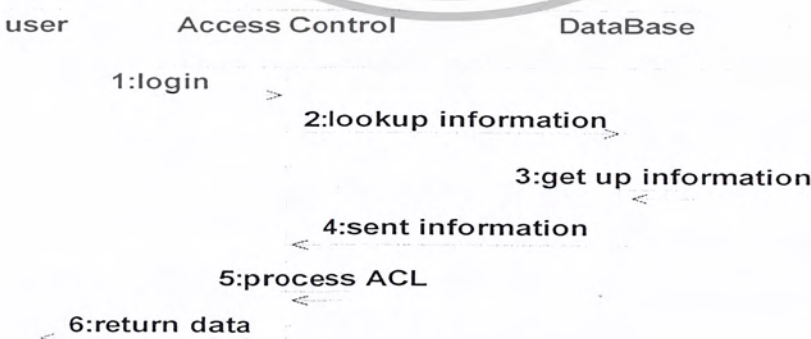 user Access Control DataBase
1:login
2:lookup information
3:get up information
4:sent information
5:process ACL
6:return data